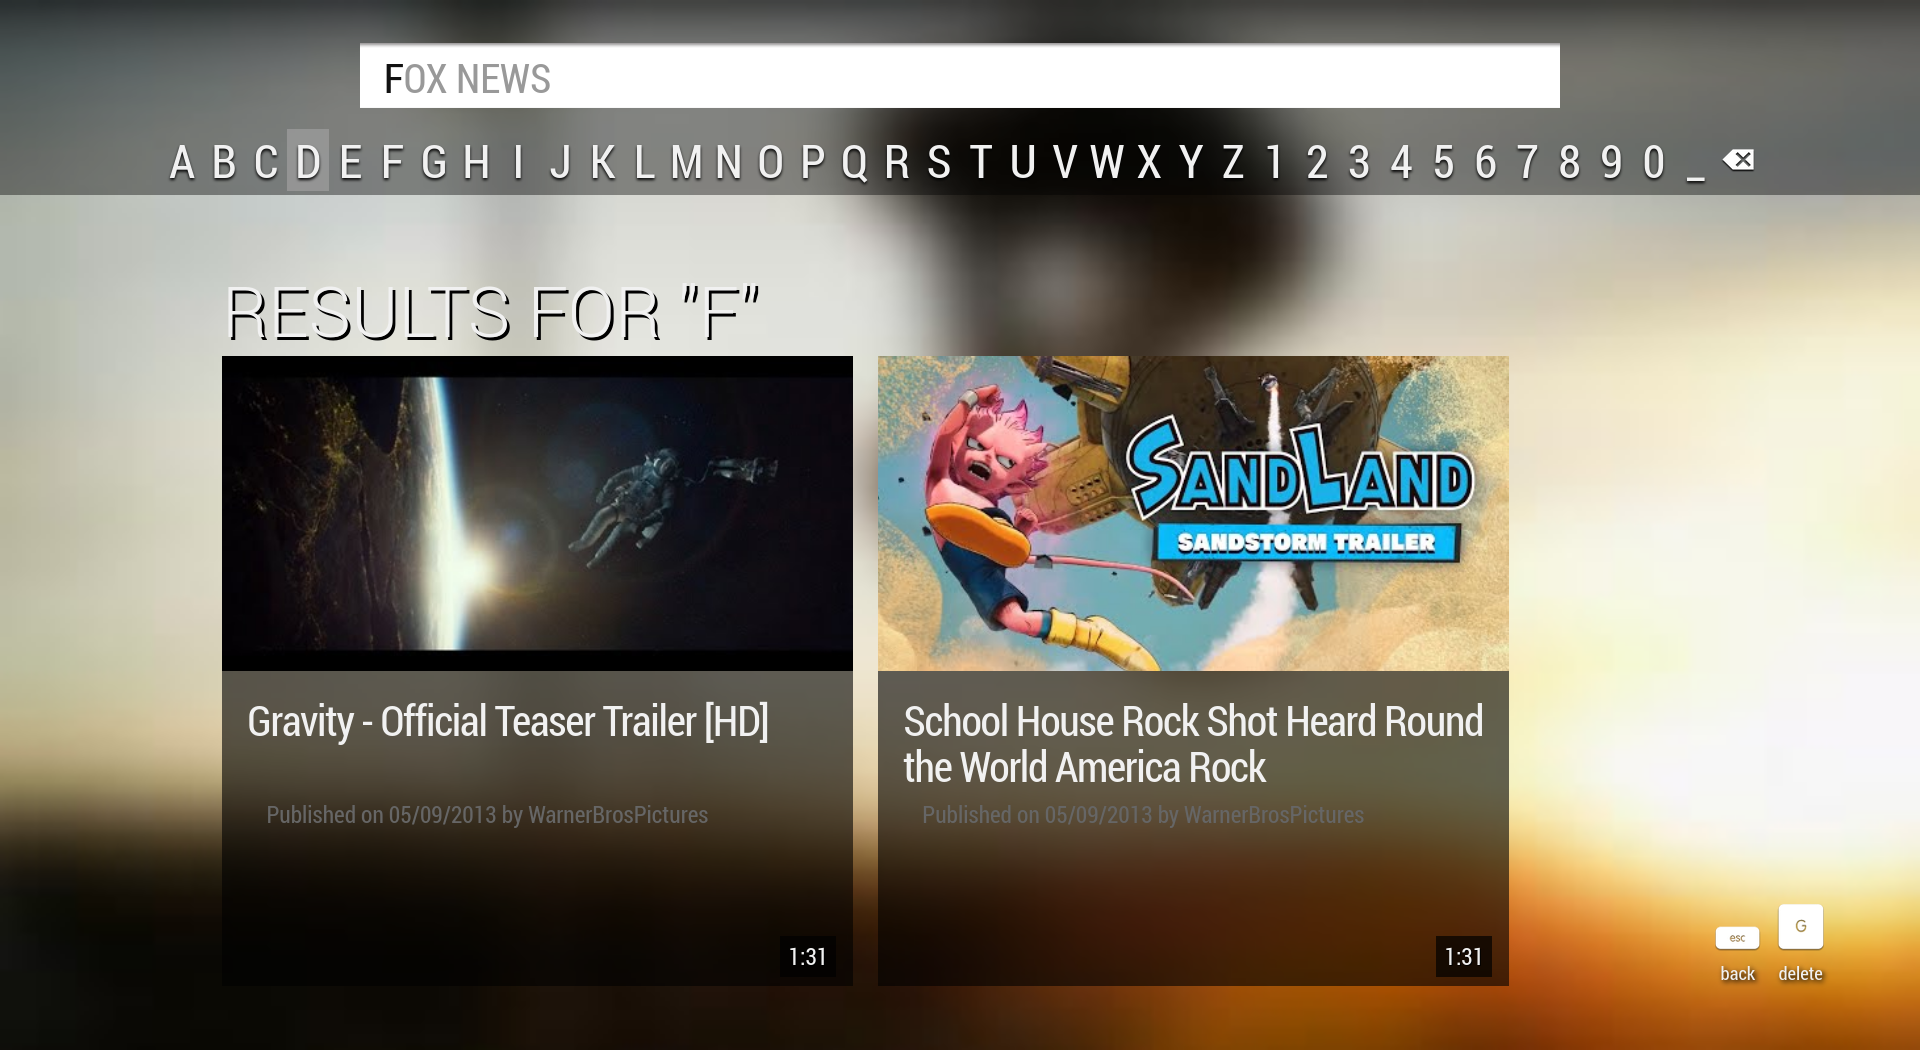 FOX NEWS
A B C D E F G H I J K L M N O P Q R S T U V W X Y Z 1 2 3 4 5 6 7 8 9 0 _
RESULTS FOR "F"
SANDLAND
SANDSTORM TRAILER
Gravity - Official Teaser Trailer [HD]
Published on 05/09/2013 by WarnerBrosPictures
1:31
School House Rock Shot Heard Round
the World America Rock
Published on 05/09/2013 by WarnerBrosPictures
1:31
esc
G
back
delete